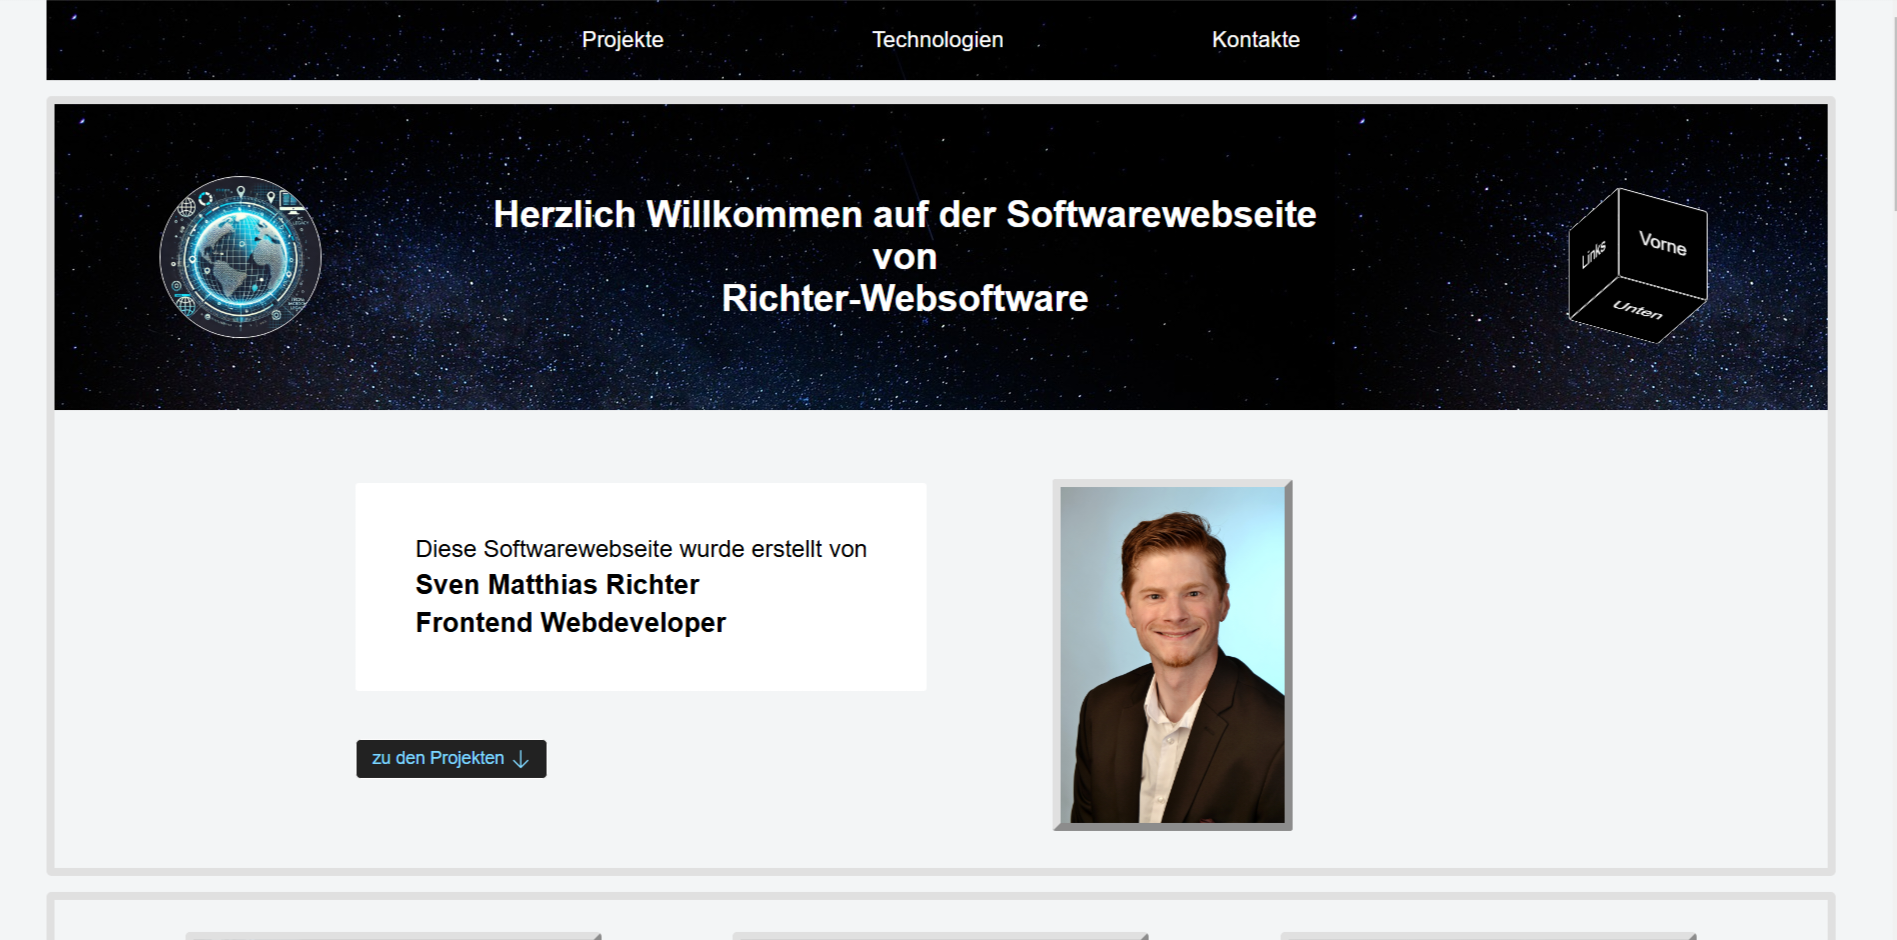 Projekte Technologien Kontakte
Herzlich Willkommen auf der Softwarewebseite
von
Richter-Websoftware
Links
Vorne
Unten
Diese Softwarewebseite wurde erstellt von
Sven Matthias Richter
Frontend Webdeveloper
zu den Projekten ↓